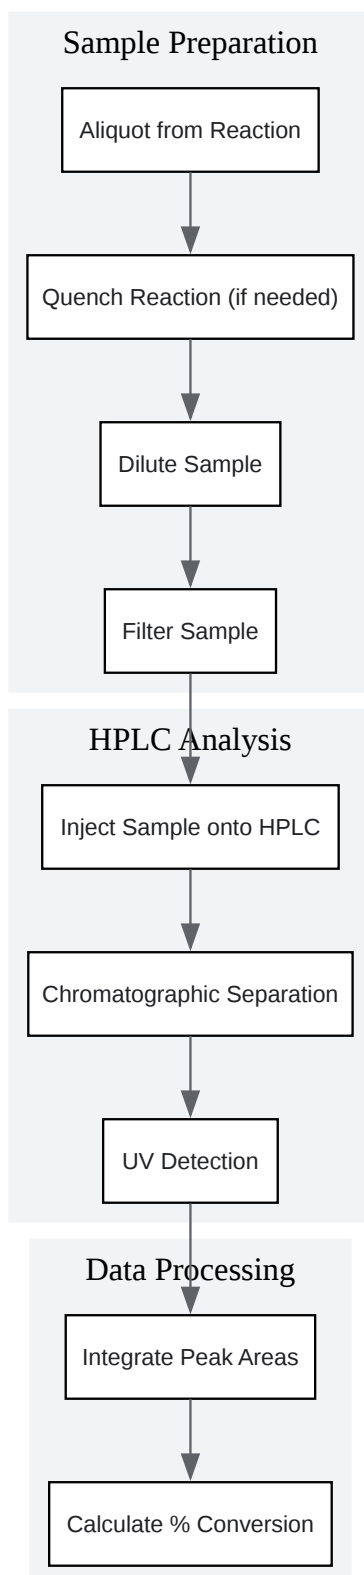 Sample Preparation
Aliquot from Reaction
Quench Reaction (if needed)
Dilute Sample
Filter Sample
HPLC Analysis
Inject Sample onto HPLC
Chromatographic Separation
UV Detection
Data Processing
Integrate Peak Areas
Calculate % Conversion